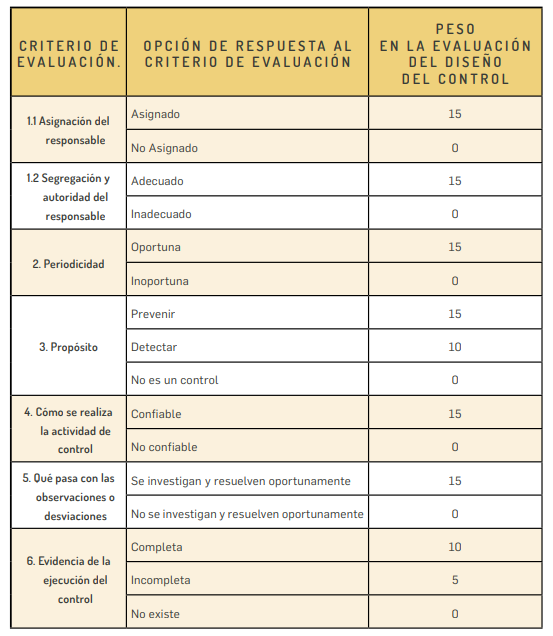 CRITERIO DE
EVALUACIÓN.
OPCIÓN DE RESPUESTA AL
CRITERIO DE EVALUACIÓN
PESO
EN LA EVALUACIÓN
DEL DISEÑO
DEL CONTROL
1.1 Asignación del
responsable
Asignado
15
No Asignado
0
1.2 Segregación y
autoridad del
responsable
Adecuado
15
Inadecuado
0
2. Periodicidad
Oportuna
15
Inoportuna
0
3. Propósito
Prevenir
15
Detectar
10
No es un control
0
4. Cómo se realiza
la actividad de
control
Confiable
15
No confiable
0
5. Qué pasa con las
observaciones o
desviaciones
Se investigan y resuelven oportunamente
15
No se investigan y resuelven oportunamente
0
6. Evidencia de la
ejecución del
control
Completa
10
Incompleta
5
No existe
0